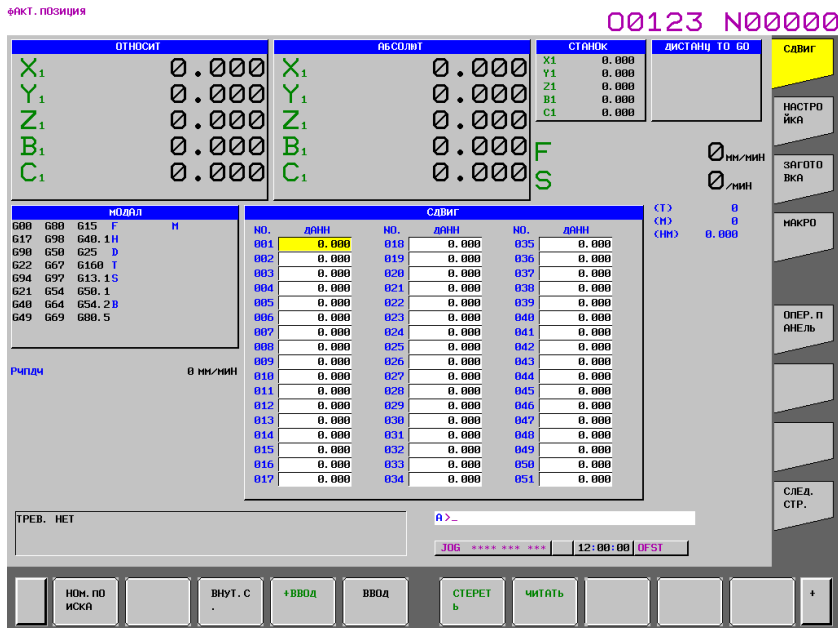 ФАКТ. ПОЗИЦИЯ
O0123 N00000
ОТНОСИТ
X1 0.000
Y1 0.000
Z1 0.000
B1 0.000
C1 0.000
АБСОЛЮТ
X1 0.000
Y1 0.000
Z1 0.000
B1 0.000
C1 0.000
СТАНОК
X1 0.000
Y1 0.000
Z1 0.000
B1 0.000
C1 0.000
ДИСТАНЦ TO GO
F 0 мм/мин
S 0 /мин
МОДАЛ
G00 G80 G15 F M
G17 G98 G40.1 H
G90 G50 G25 D
G22 G67 G160 T
G94 G97 G13.1 S
G21 G54 G50.1
G40 G64 G54.2 B
G49 G69 G80.5
РЧПДЧ 0 мм/мин
СДВИГ
NO. ДАНН NO. ДАНН NO. ДАНН
001 0.000 018 0.000 035 0.000
002 0.000 019 0.000 036 0.000
003 0.000 020 0.000 037 0.000
004 0.000 021 0.000 038 0.000
005 0.000 022 0.000 039 0.000
006 0.000 023 0.000 040 0.000
007 0.000 024 0.000 041 0.000
008 0.000 025 0.000 042 0.000
009 0.000 026 0.000 043 0.000
010 0.000 027 0.000 044 0.000
011 0.000 028 0.000 045 0.000
012 0.000 029 0.000 046 0.000
013 0.000 030 0.000 047 0.000
014 0.000 031 0.000 048 0.000
015 0.000 032 0.000 049 0.000
016 0.000 033 0.000 050 0.000
017 0.000 034 0.000 051 0.000
(T) 0
(M) 0
(HM) 0.000
СДВИГ
НАСТРО
ЙКА
ЗАГОТО
ВКА
МАКРО
ОПЕР.П
АНЕЛЬ
СЛЕД.
СТР.
ТРЕВ. НЕТ
A>_
JOG **** *** *** 12:00:00 OFST
НОМ.ПО
ИСКА
ВНУТ.С
.
+ВВОД
ВВОД
СТЕРЕТ
Ь
ЧИТАТЬ
+